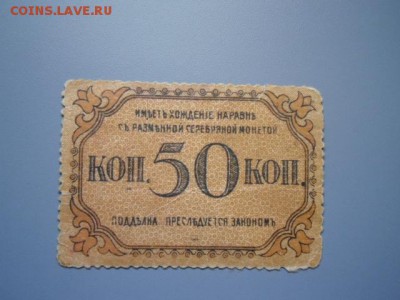 COINS.LAVE.RU
ИМѢЕТЪ ХОЖДЕНІЕ НАРАВНѢ
СЪ РАЗМѢННОЙ СЕРЕБРЯНОЙ МОНЕТОЙ
КОП. 50 КОП.
ПОДДѢЛКА ПРЕСЛѢДУЕТСЯ ЗАКОНОМЪ